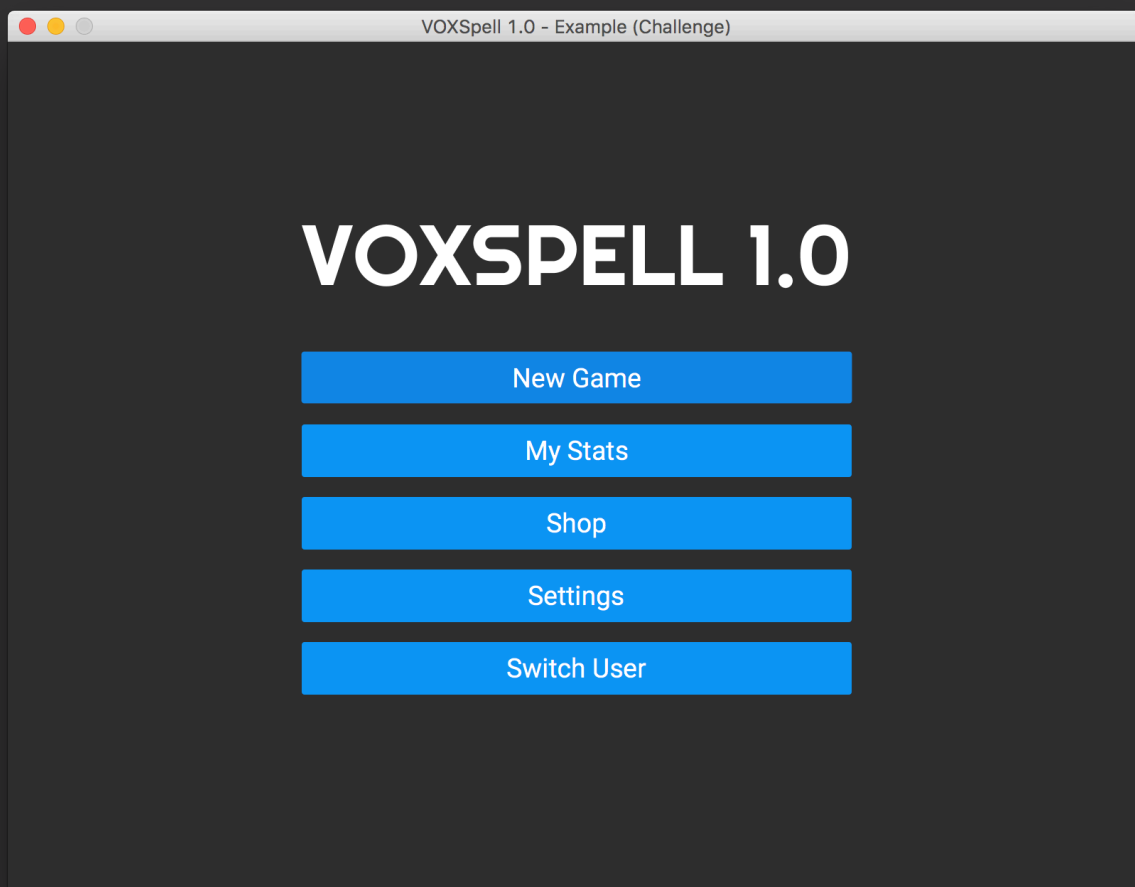 VOXSpell 1.0 - Example (Challenge)
VOXSPELL 1.0
New Game
My Stats
Shop
Settings
Switch User